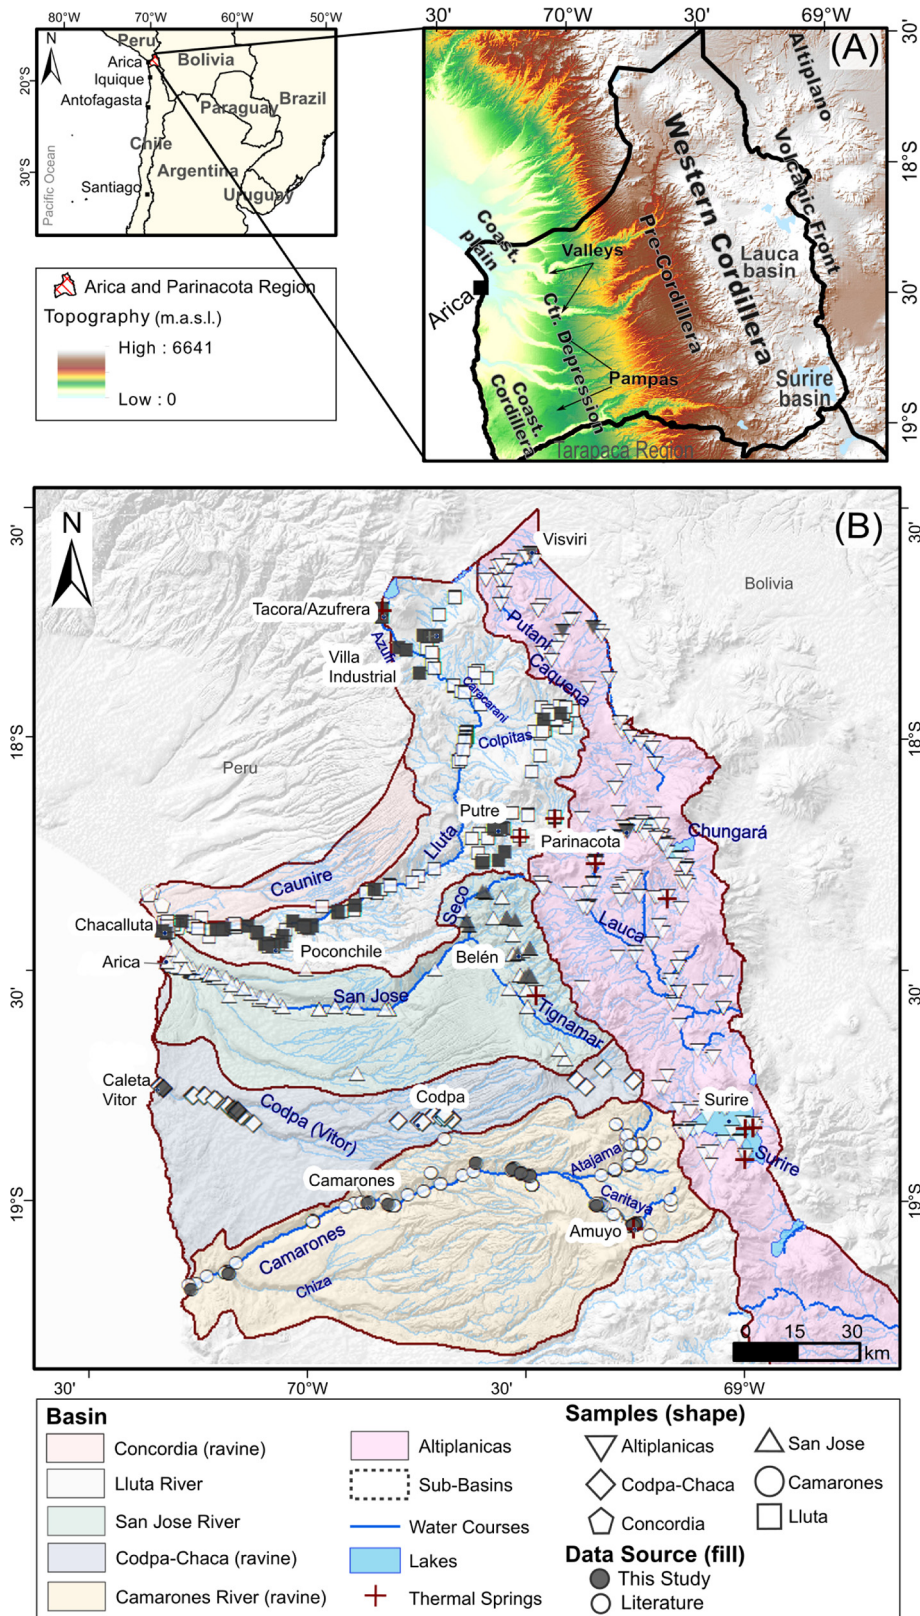 80°W 70°W 60°W 50°W
N
Peru
Bolivia
Arica
Iquique
20°S
Antofagasta
Paraguay
Brazil
Chile
30°S
Argentina
Santiago
Uruguay
Pacific Ocean
Arica and Parinacota Region
Topography (m.a.s.l.)
High : 6641
Low : 0
30' 70°W 30' 69°W
30'
(A)
Altiplano
Western Cordillera
Volcanic Front
18°S
Coast. plain
Valleys
Pre-Cordillera
Lauca basin
Arica
30'
Ctr. Depression
Pampas
Surire basin
Coast. Cordillera
19°S
Tarapaca Region
30'
N
(B)
30'
Visviri
Bolivia
Tacora/Azufrera
Putani
Azufr
Villa Industrial
Caquena
Caracarani
18°S
Colpitas
18°S
Peru
Putre
Lluta
Parinacota
Chungará
Caunire
Seco
Chacalluta
Lauca
Poconchile
Arica
Belén
30'
San Jose
30'
Tignamar
Caleta Vitor
Codpa
Surire
Codpa (Vitor)
Surire
Atajama
Camarones
19°S
Caritaya
19°S
Amuyo
Camarones
Chiza
0 15 30
km
30' 70°W 30' 69°W
Basin
Concordia (ravine)
Lluta River
San Jose River
Codpa-Chaca (ravine)
Camarones River (ravine)
Altiplanicas
Sub-Basins
Water Courses
Lakes
Thermal Springs
Samples (shape)
Altiplanicas
San Jose
Codpa-Chaca
Camarones
Concordia
Lluta
Data Source (fill)
This Study
Literature